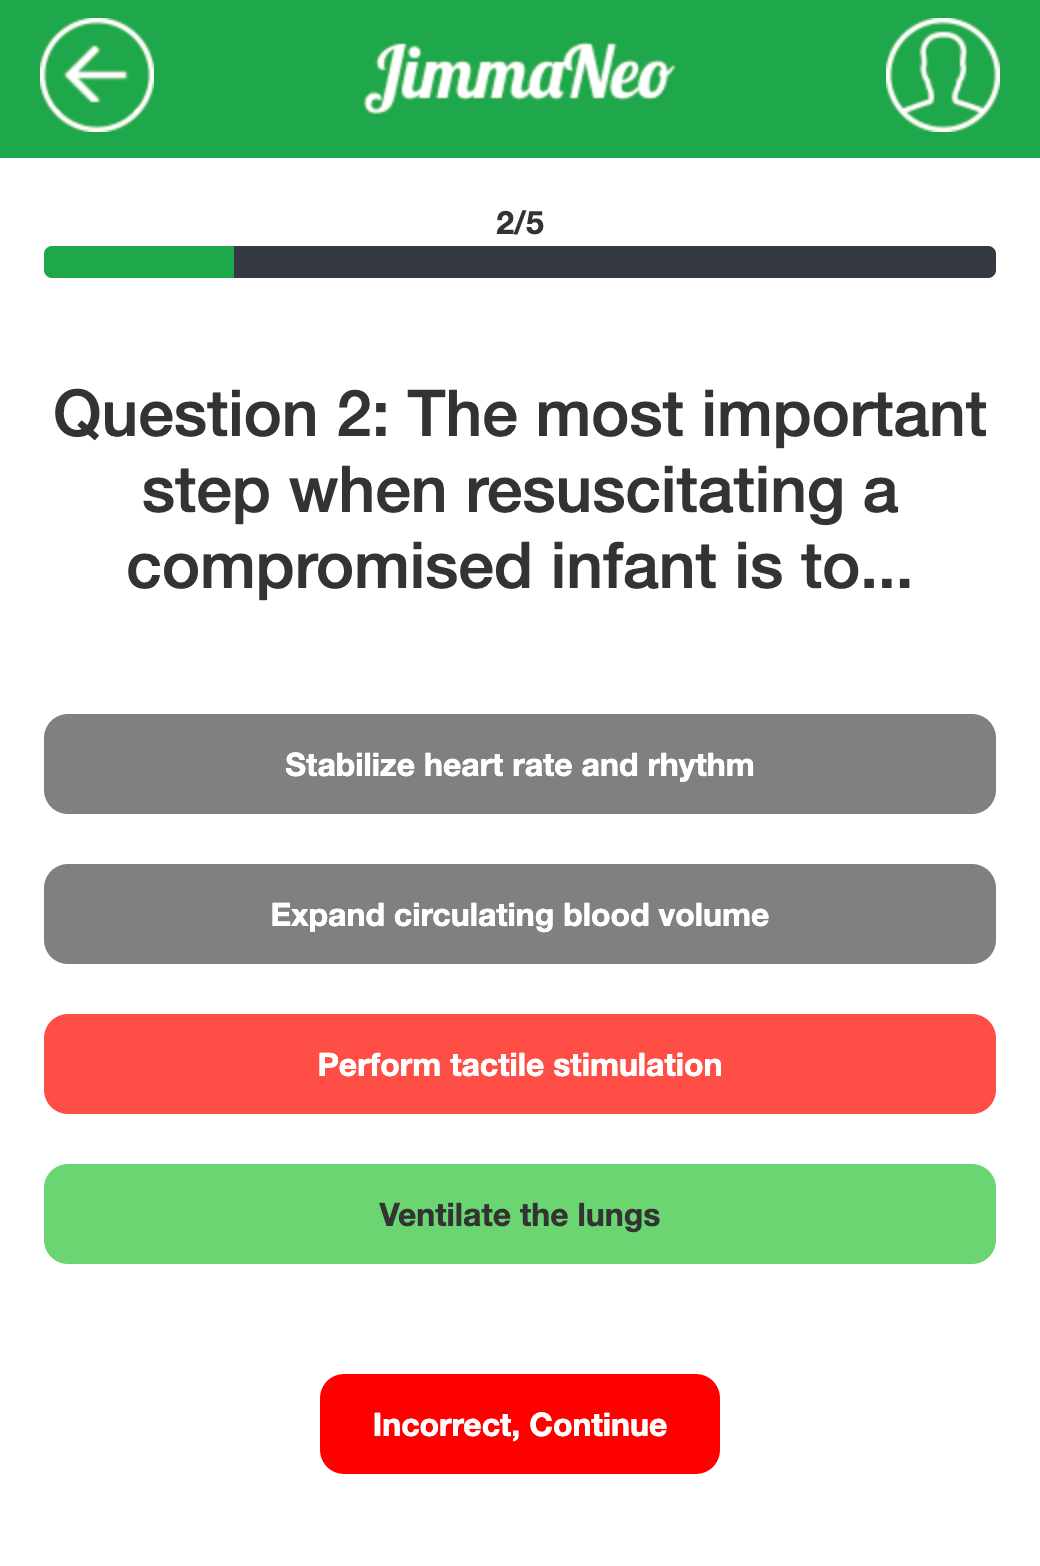 JimmaNeo
2/5
Question 2: The most important
step when resuscitating a
compromised infant is to...
Stabilize heart rate and rhythm
Expand circulating blood volume
Perform tactile stimulation
Ventilate the lungs
Incorrect, Continue